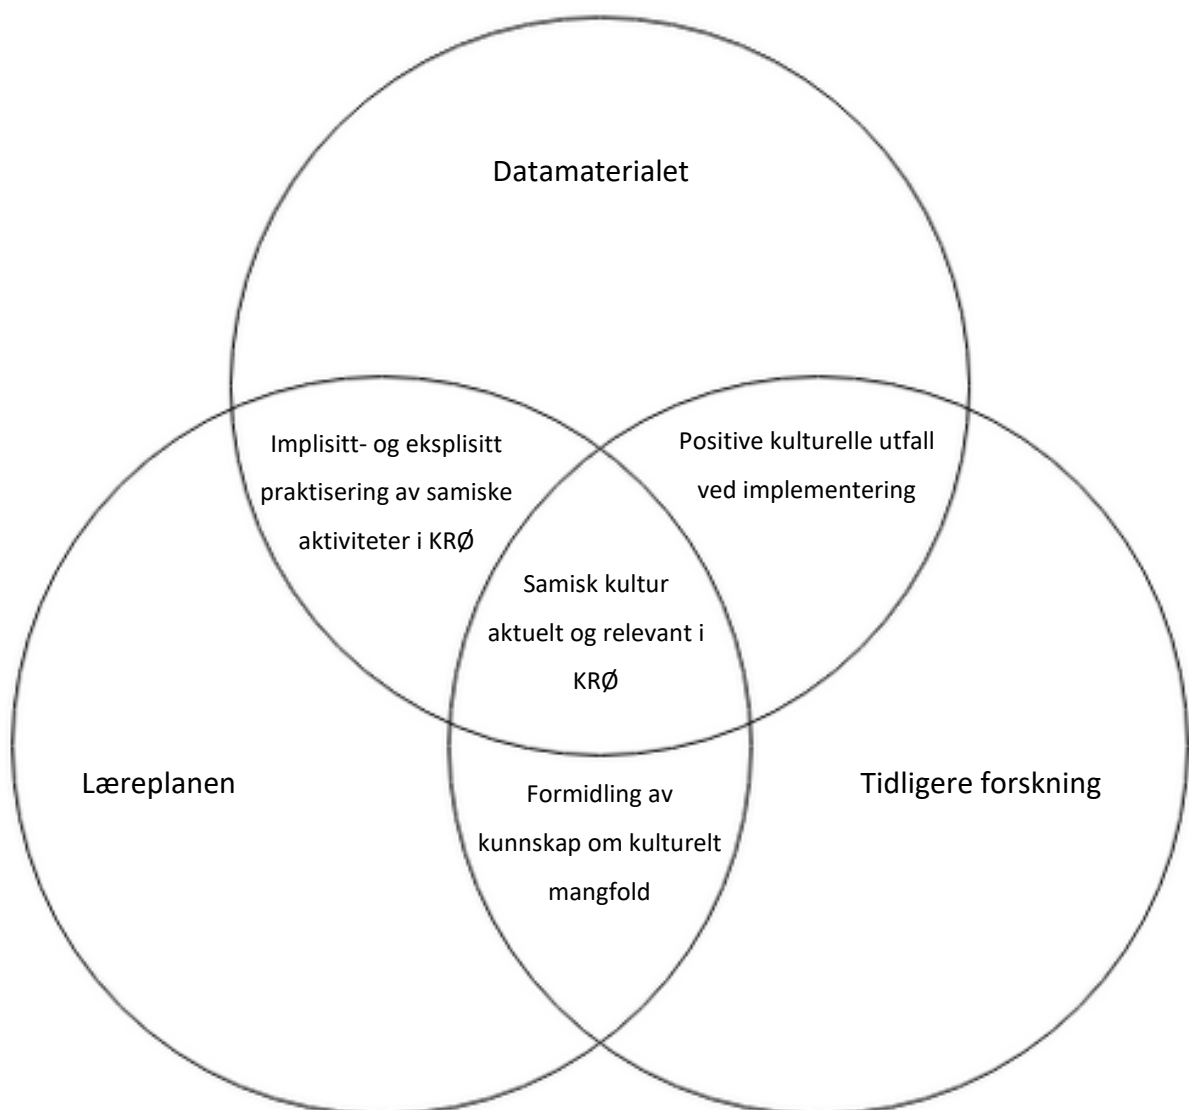 Datamaterialet
Implisitt- og eksplisitt
praktisering av samiske
aktiviteter i KRØ
Positive kulturelle utfall
ved implementering
Samisk kultur
aktuelt og relevant i
KRØ
Læreplanen
Tidligere forskning
Formidling av
kunnskap om kulturelt
mangfold